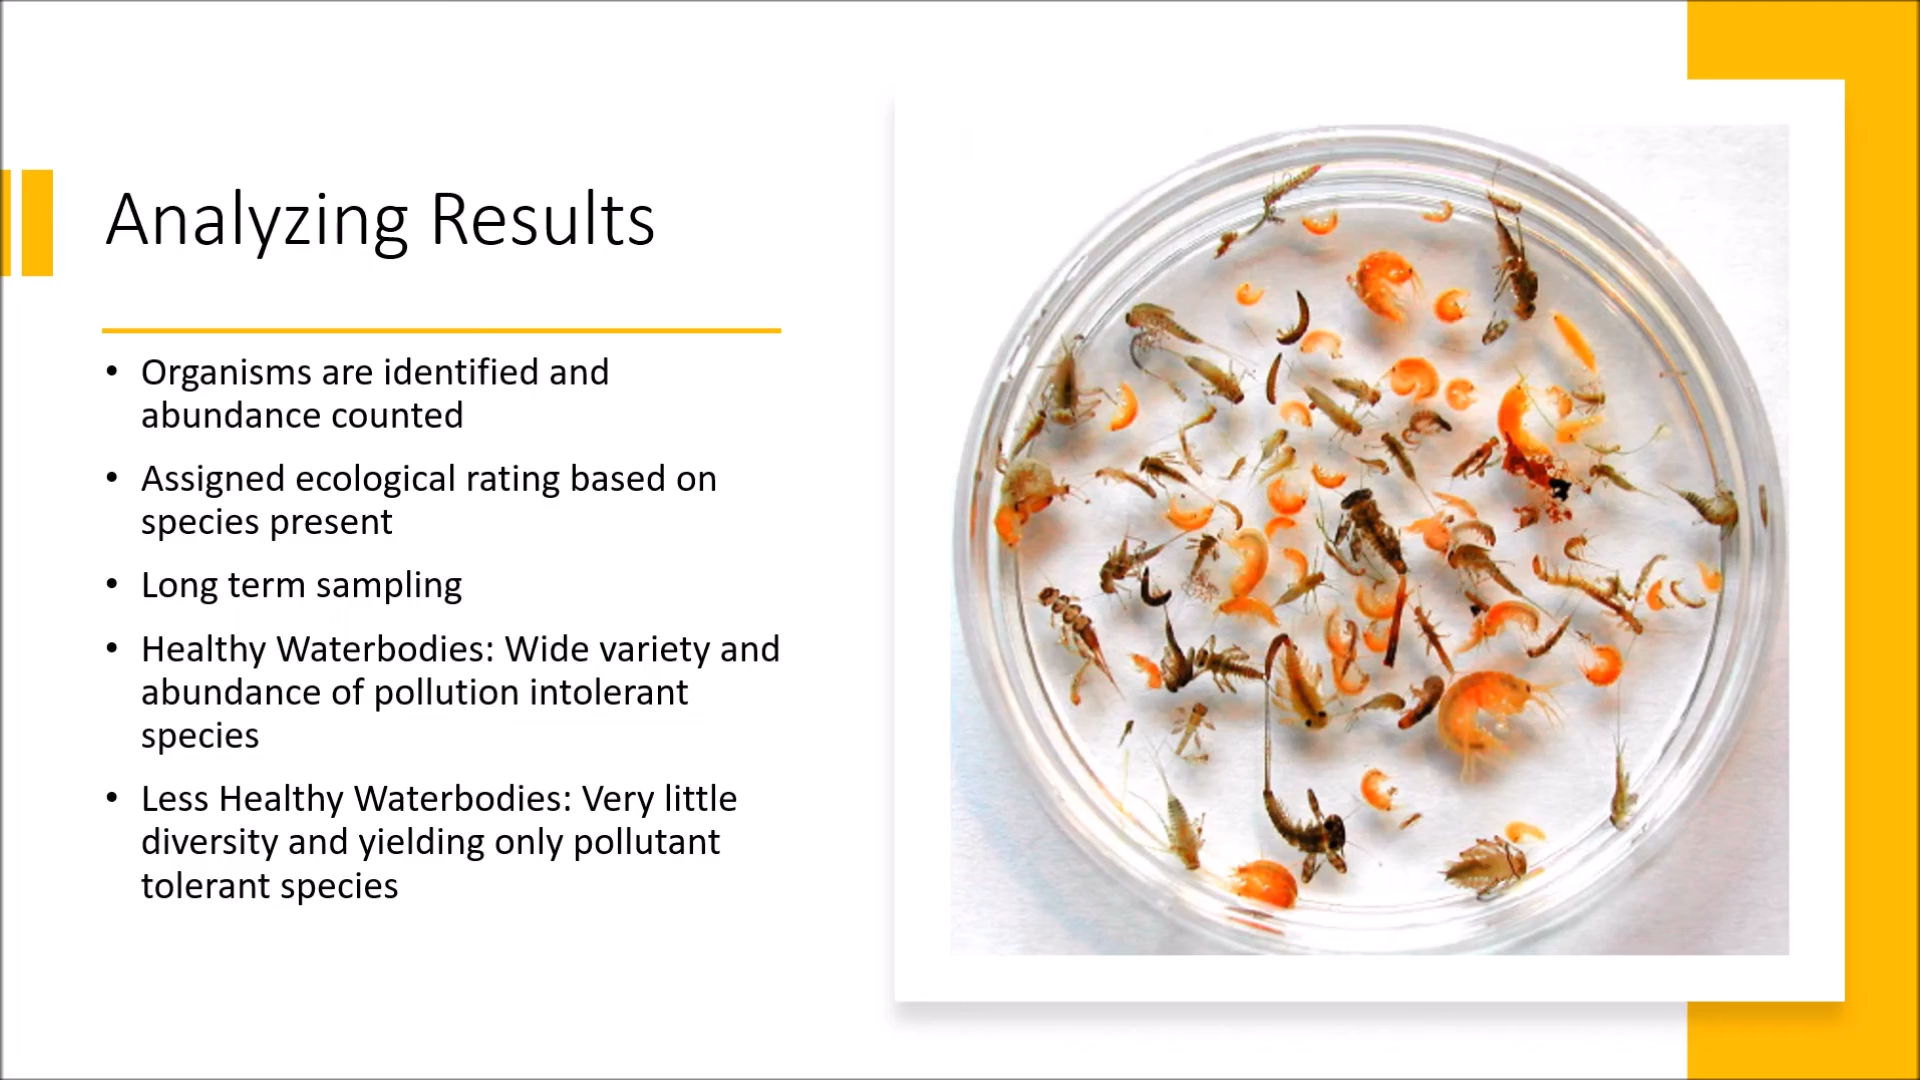 Analyzing Results
• Organisms are identified and
abundance counted
• Assigned ecological rating based on
species present
• Long term sampling
• Healthy Waterbodies: Wide variety and
abundance of pollution intolerant
species
• Less Healthy Waterbodies: Very little
diversity and yielding only pollutant
tolerant species